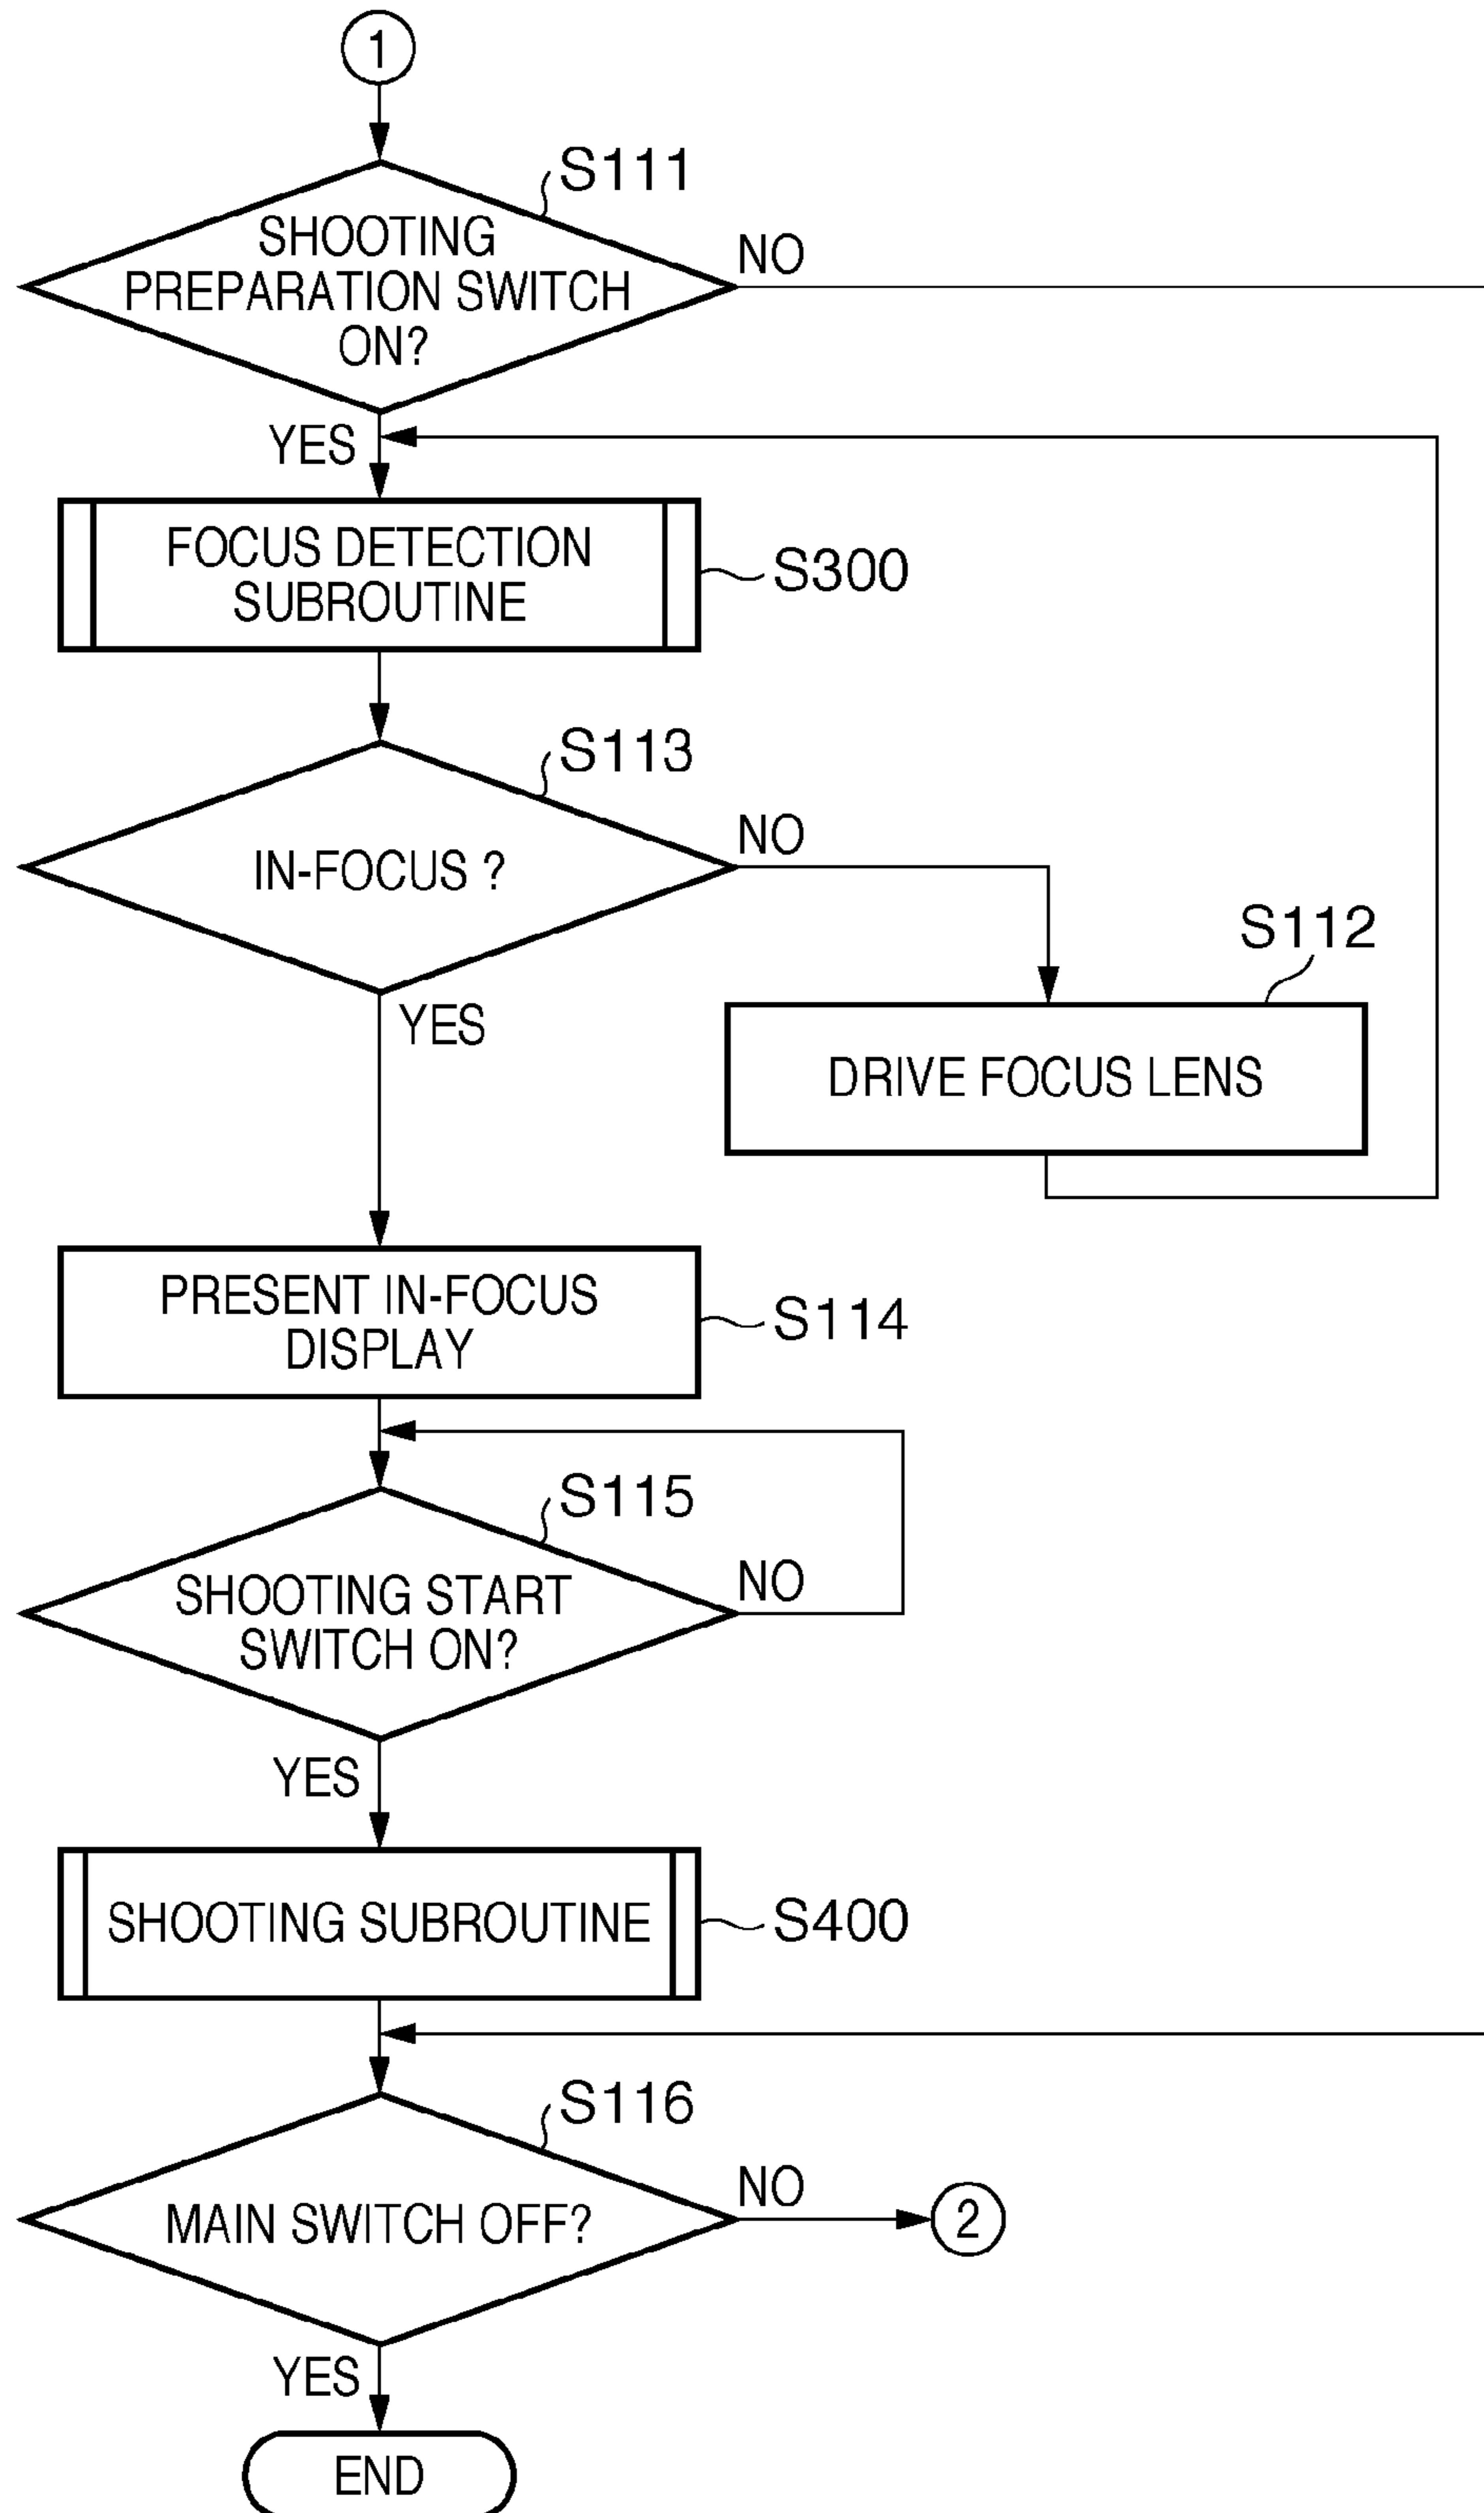 1
S111
SHOOTING
PREPARATION SWITCH
ON?
NO
YES
FOCUS DETECTION
SUBROUTINE
S300
S113
IN-FOCUS ?
NO
YES
S112
DRIVE FOCUS LENS
PRESENT IN-FOCUS
DISPLAY
S114
S115
SHOOTING START
SWITCH ON?
NO
YES
SHOOTING SUBROUTINE
S400
S116
MAIN SWITCH OFF?
NO
2
YES
END